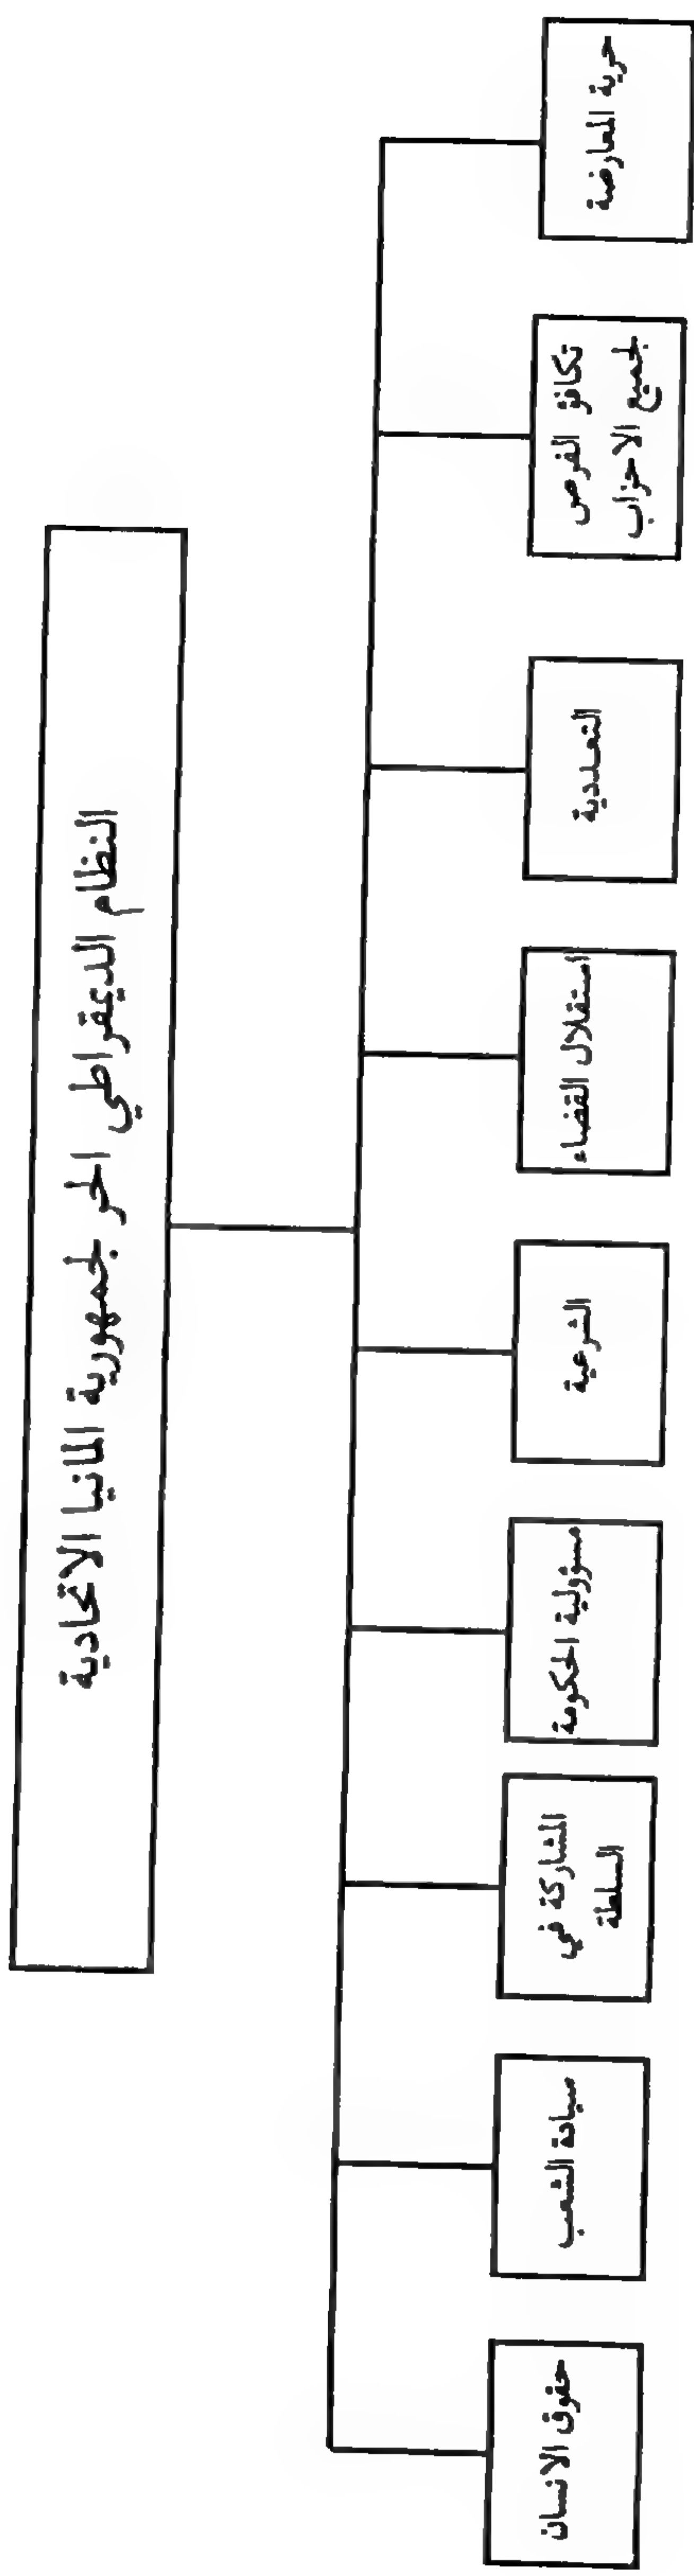 النظام الديمقراطي الحر لجمهورية المانيا الاتحادية
حرية المعارضة
تكافؤ الفرص
لجميع الاحزاب
التعددية
استقلال القضاء
الشرعية
مسؤولية الحكومة
المشاركة في
السلطة
سيادة الشعب
حقوق الانسان